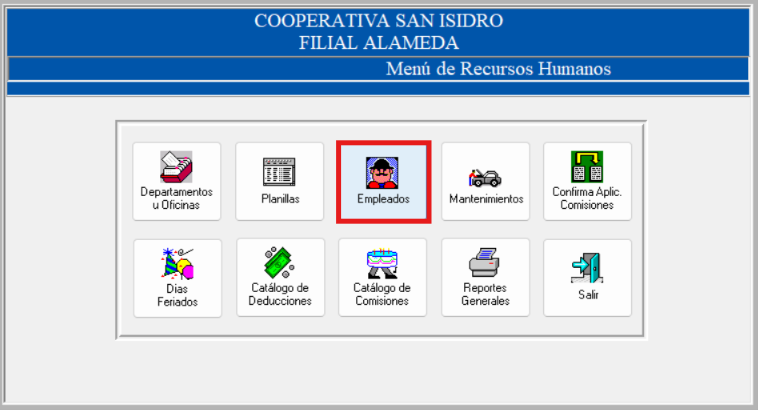 COOPERATIVA SAN ISIDRO
FILIAL ALAMEDA
Menú de Recursos Humanos
Departamentos
u Oficinas
Planillas
Empleados
Mantenimientos
Confirma Aplic.
Comisiones
Dias
Feriados
Catálogo de
Deducciones
Catálogo de
Comisiones
Reportes
Generales
Salir